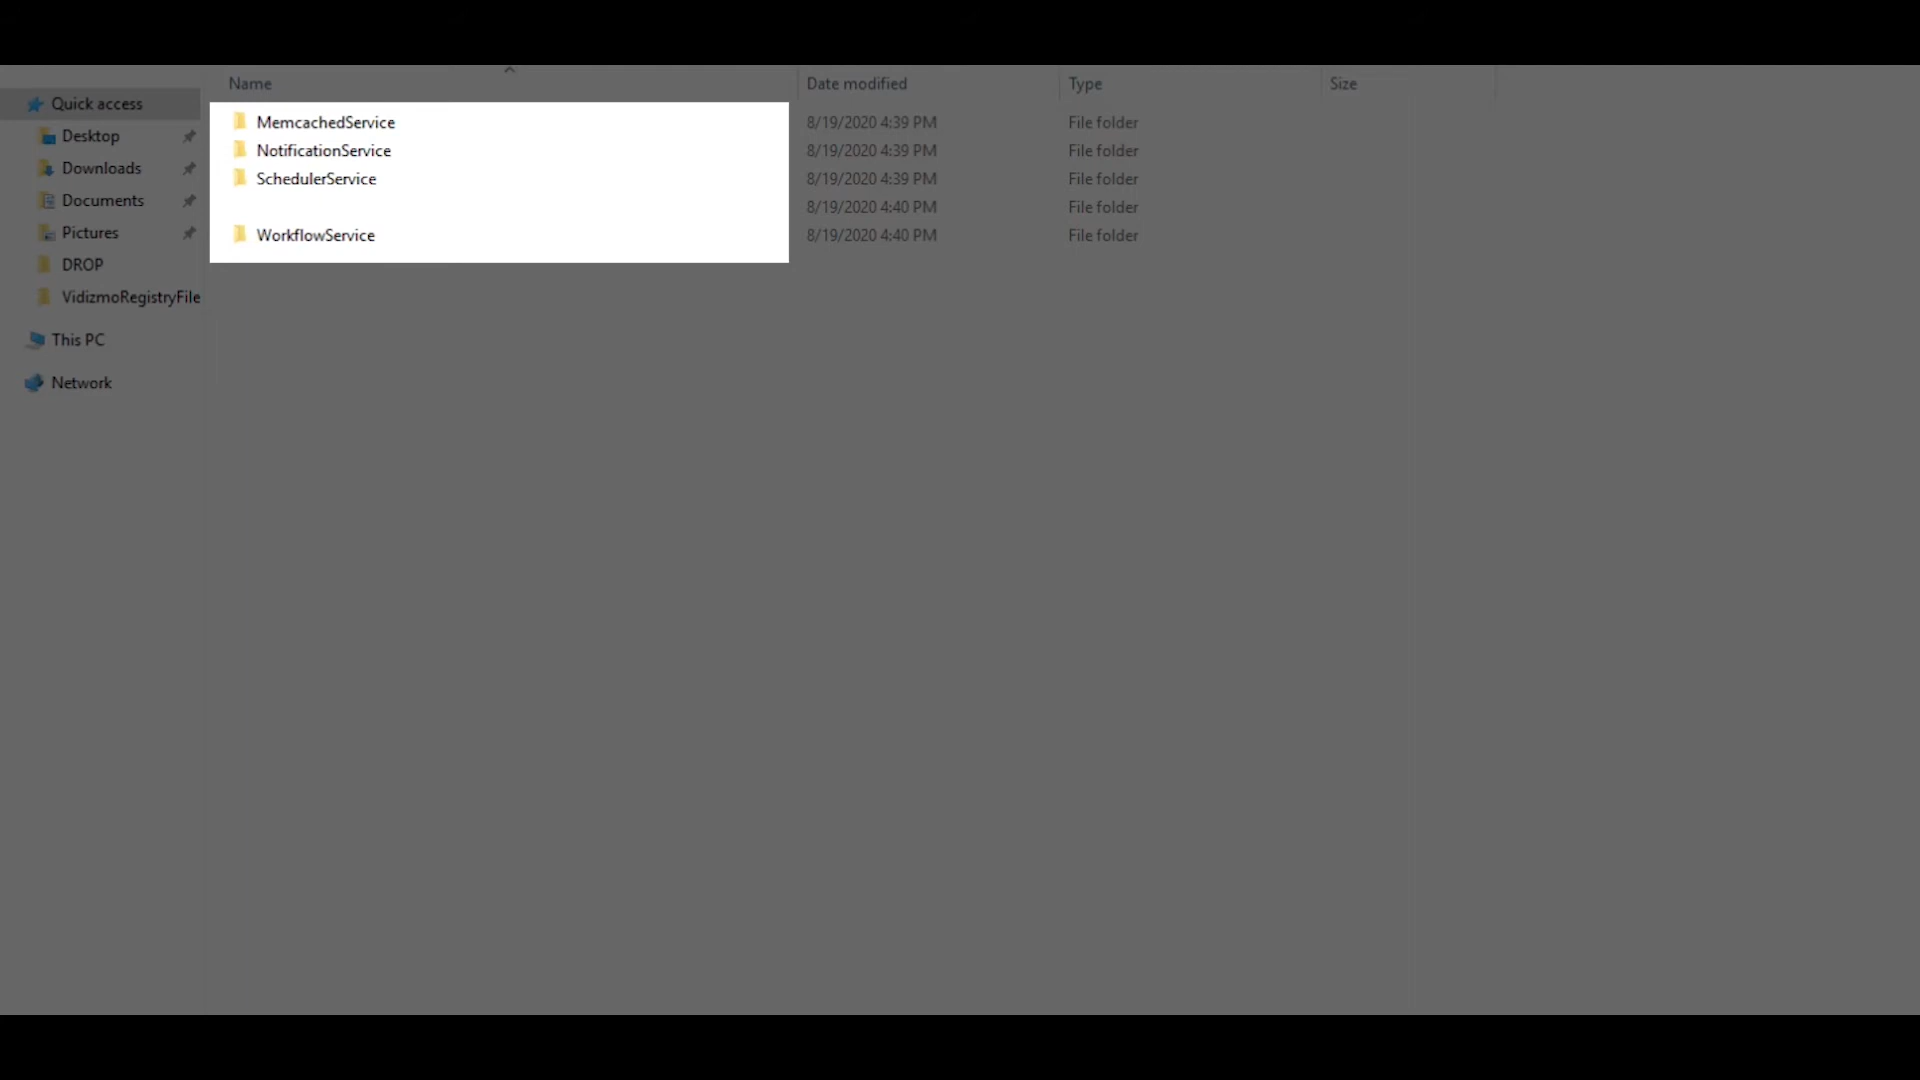 Name Date modified Type Size
Quick access
Desktop
Downloads
Documents
Pictures
DROP
VidizmoRegistryFile
This PC
Network
MemcachedService 8/19/2020 4:39 PM File folder
NotificationService 8/19/2020 4:39 PM File folder
SchedulerService 8/19/2020 4:39 PM File folder
8/19/2020 4:40 PM File folder
WorkflowService 8/19/2020 4:40 PM File folder